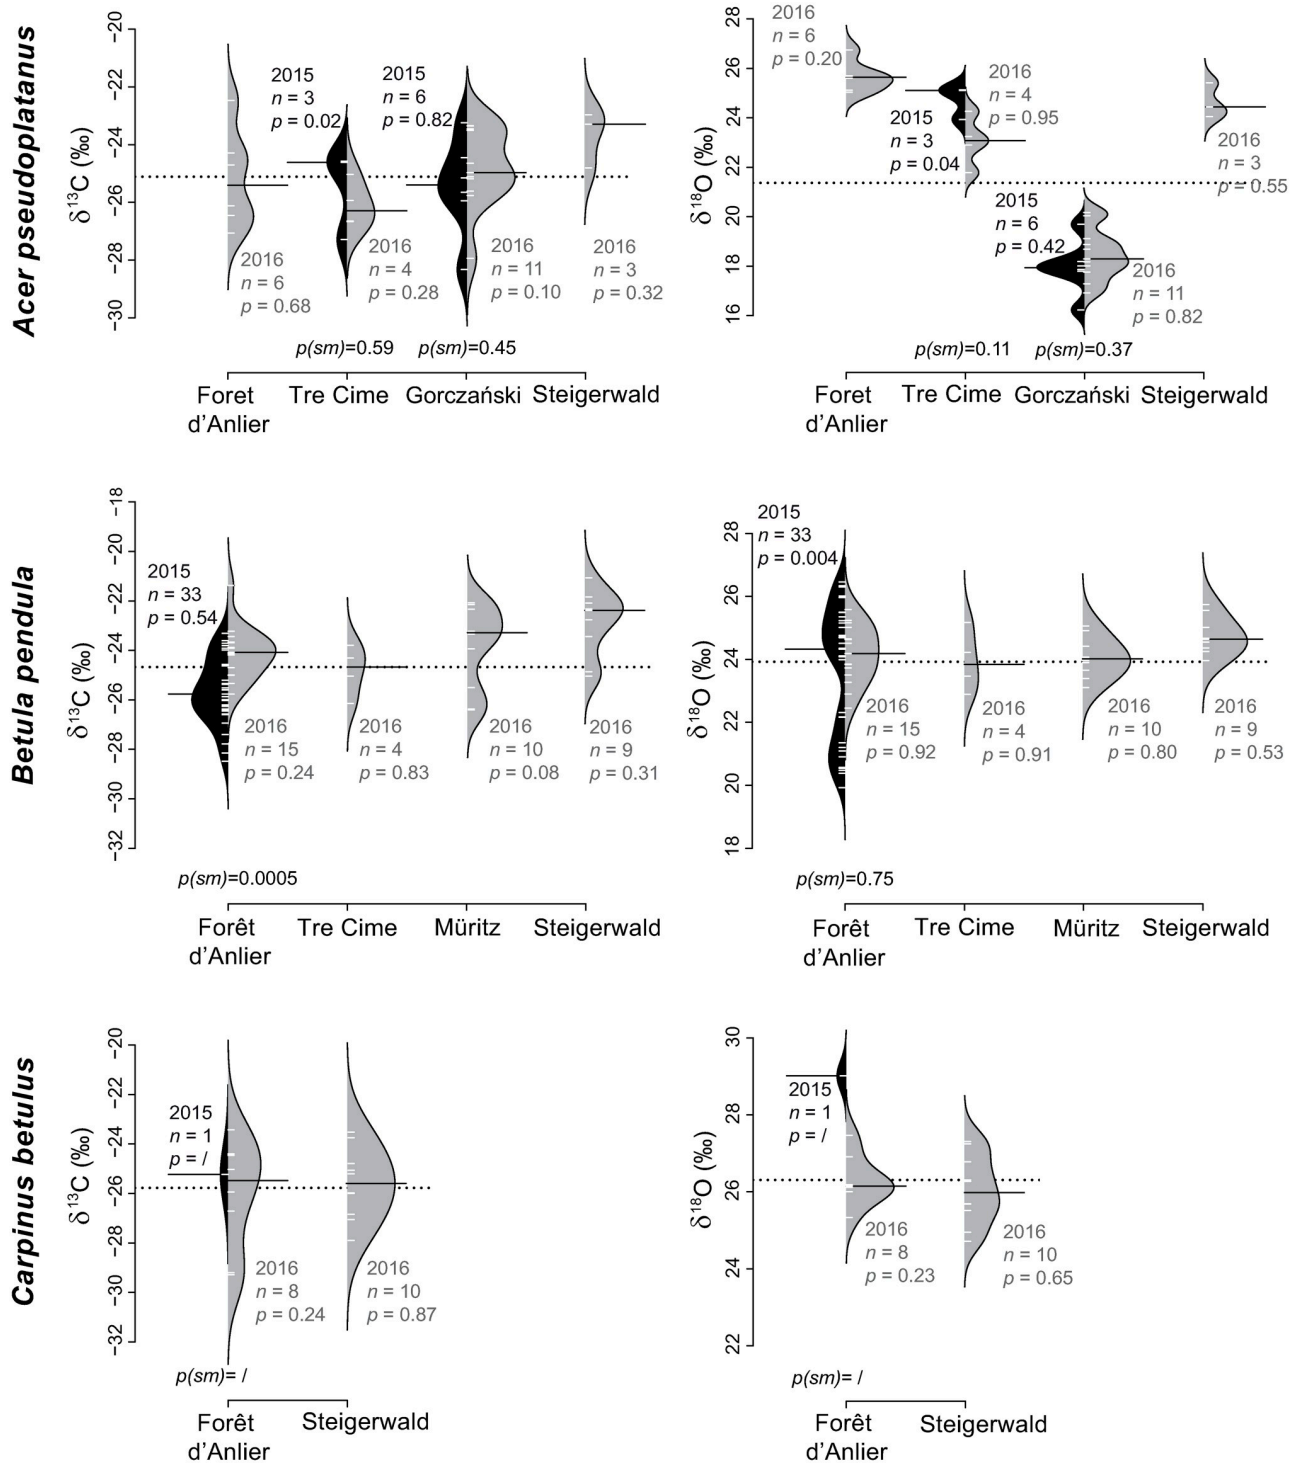 Acer pseudoplatanus
δ¹³C (‰)
−20
−22
−24
−26
−28
−30
2015
n = 3
p = 0.02
2015
n = 6
p = 0.82
2016
n = 6
p = 0.68
2016
n = 4
p = 0.28
2016
n = 11
p = 0.10
2016
n = 3
p = 0.32
p(sm)=0.59
p(sm)=0.45
Foret
d’Anlier
Tre Cime
Gorczański
Steigerwald
δ¹⁸O (‰)
28
26
24
22
20
18
16
2016
n = 6
p = 0.20
2016
n = 4
p = 0.95
2015
n = 3
p = 0.04
2015
n = 6
p = 0.42
2016
n = 11
p = 0.82
2016
n = 3
p = 0.55
p(sm)=0.11
p(sm)=0.37
Foret
d’Anlier
Tre Cime
Gorczański
Steigerwald
Betula pendula
δ¹³C (‰)
−18
−20
−22
−24
−26
−28
−30
−32
2015
n = 33
p = 0.54
2016
n = 15
p = 0.24
2016
n = 4
p = 0.83
2016
n = 10
p = 0.08
2016
n = 9
p = 0.31
p(sm)=0.0005
Forêt
d’Anlier
Tre Cime
Müritz
Steigerwald
δ¹⁸O (‰)
28
26
24
22
20
18
2015
n = 33
p = 0.004
2016
n = 15
p = 0.92
2016
n = 4
p = 0.91
2016
n = 10
p = 0.80
2016
n = 9
p = 0.53
p(sm)=0.75
Forêt
d’Anlier
Tre Cime
Müritz
Steigerwald
Carpinus betulus
δ¹³C (‰)
−20
−22
−24
−26
−28
−30
−32
2015
n = 1
p = /
2016
n = 8
p = 0.24
2016
n = 10
p = 0.87
p(sm)= /
Forêt
d’Anlier
Steigerwald
δ¹⁸O (‰)
30
28
26
24
22
2015
n = 1
p = /
2016
n = 8
p = 0.23
2016
n = 10
p = 0.65
p(sm)= /
Forêt
d’Anlier
Steigerwald